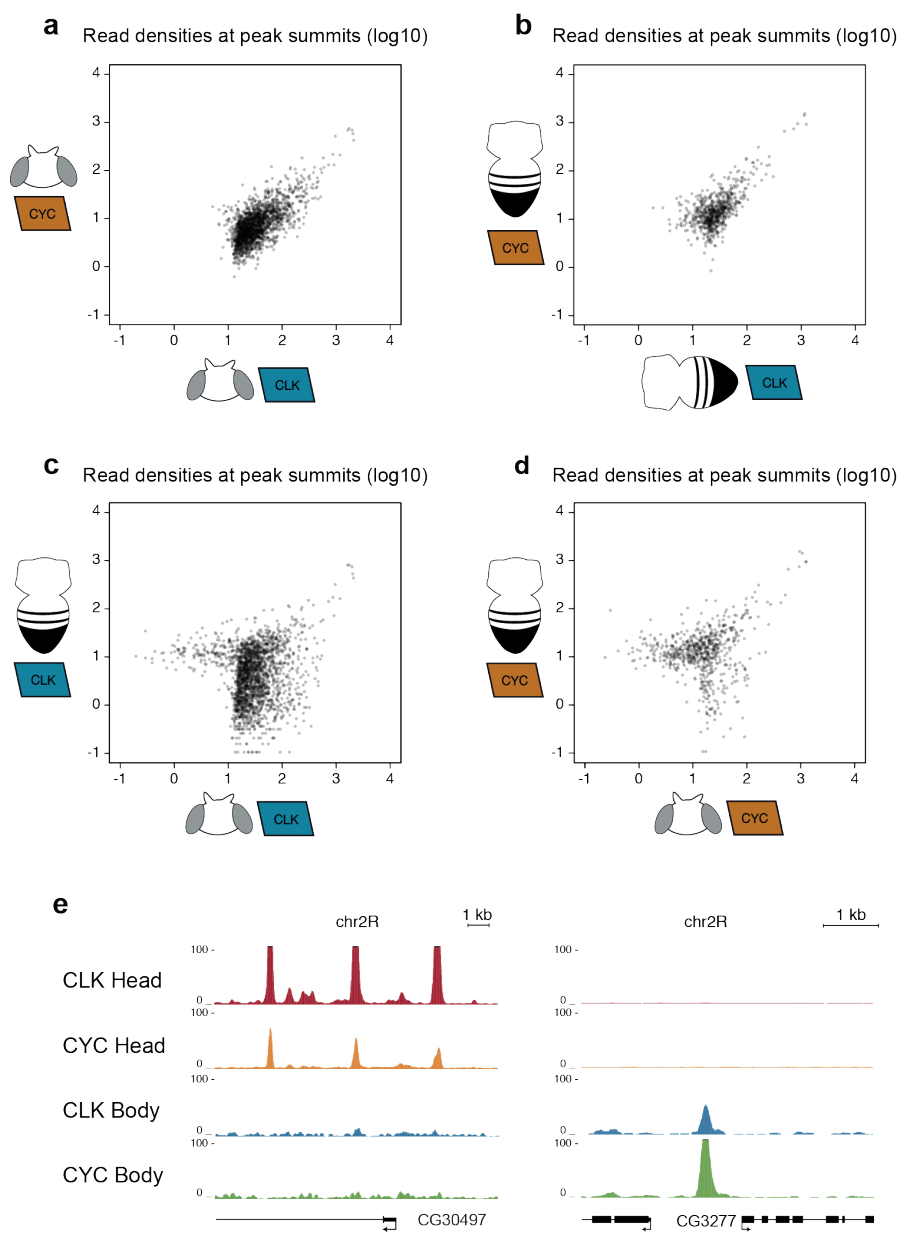 a
Read densities at peak summits (log10)
4
3
2
1
0
-1
-1 0 1 2 3 4
CYC
CLK
b
Read densities at peak summits (log10)
4
3
2
1
0
-1
-1 0 1 2 3 4
CYC
CLK
c
Read densities at peak summits (log10)
4
3
2
1
0
-1
-1 0 1 2 3 4
CLK
CLK
d
Read densities at peak summits (log10)
4
3
2
1
0
-1
-1 0 1 2 3 4
CYC
CYC
e
chr2R
1 kb
chr2R
1 kb
CLK Head
100
0
100
0
CYC Head
100
0
100
0
CLK Body
100
0
100
0
CYC Body
100
0
100
0
CG30497
CG3277